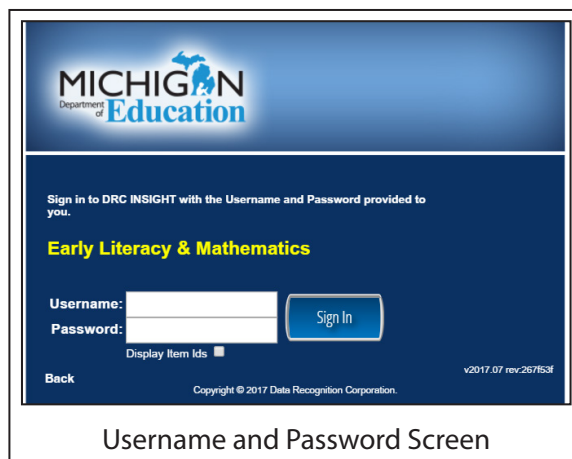 MICHIGAN
Department of Education
Sign in to DRC INSIGHT with the Username and Password provided to
you.
Early Literacy & Mathematics
Username:
Password:
Sign In
Display Item Ids
Back
v2017.07 rev:267f53f
Copyright © 2017 Data Recognition Corporation.
Username and Password Screen